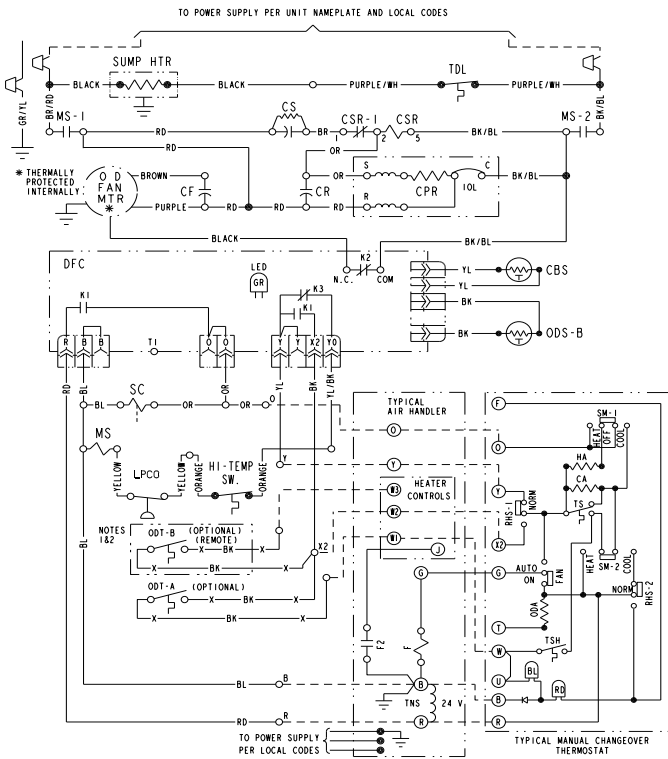 TO POWER SUPPLY PER UNIT NAMEPLATE AND LOCAL CODES
SUMP HTR
TDL
BLACK
BLACK
PURPLE/WH
PURPLE/WH
GR/YL
BR/RD
BK/BL
MS-1
CS
CSR-1
CSR
MS-2
RD
BR
1
2
5
BK/BL
RD
OR
* THERMALLY
PROTECTED
INTERNALLY
O D
FAN
MTR
*
BROWN
CF
CR
OR
S
C
CPR
IOL
BK/BL
PURPLE
RD
RD
R
BLACK
BK/BL
DFC
LED
GR
K2
N.C.
COM
YL
CBS
YL
BK
BK
ODS-B
K1
K3
K1
R
B
B
T1
O
O
Y
Y
X2
YO
RD
BL
OR
YL
BK
YL/BK
BL
SC
OR
OR
O
TYPICAL
AIR HANDLER
F
SM-1
HEAT
OFF
COOL
O
O
MS
YELLOW
LPCO
YELLOW
ORANGE
HI-TEMP
SW.
ORANGE
Y
Y
HA
CA
Y
NORM
RHS-1
TS
W3
HEATER
CONTROLS
W2
W1
J
X2
X2
NOTES
1&2
ODT-B
(OPTIONAL)
(REMOTE)
X
BK
X
X
BK
X
ODT-A
(OPTIONAL)
X
BK
X
X
BK
X
BL
HEAT
SM-2
COOL
NORM
RHS-2
G
G
AUTO
ON
FAN
ODA
T
F2
F
W
TSH
U
BL
RD
BL
B
B
B
TNS
24 V
RD
R
R
R
TO POWER SUPPLY
PER LOCAL CODES
TYPICAL MANUAL CHANGEOVER
THERMOSTAT